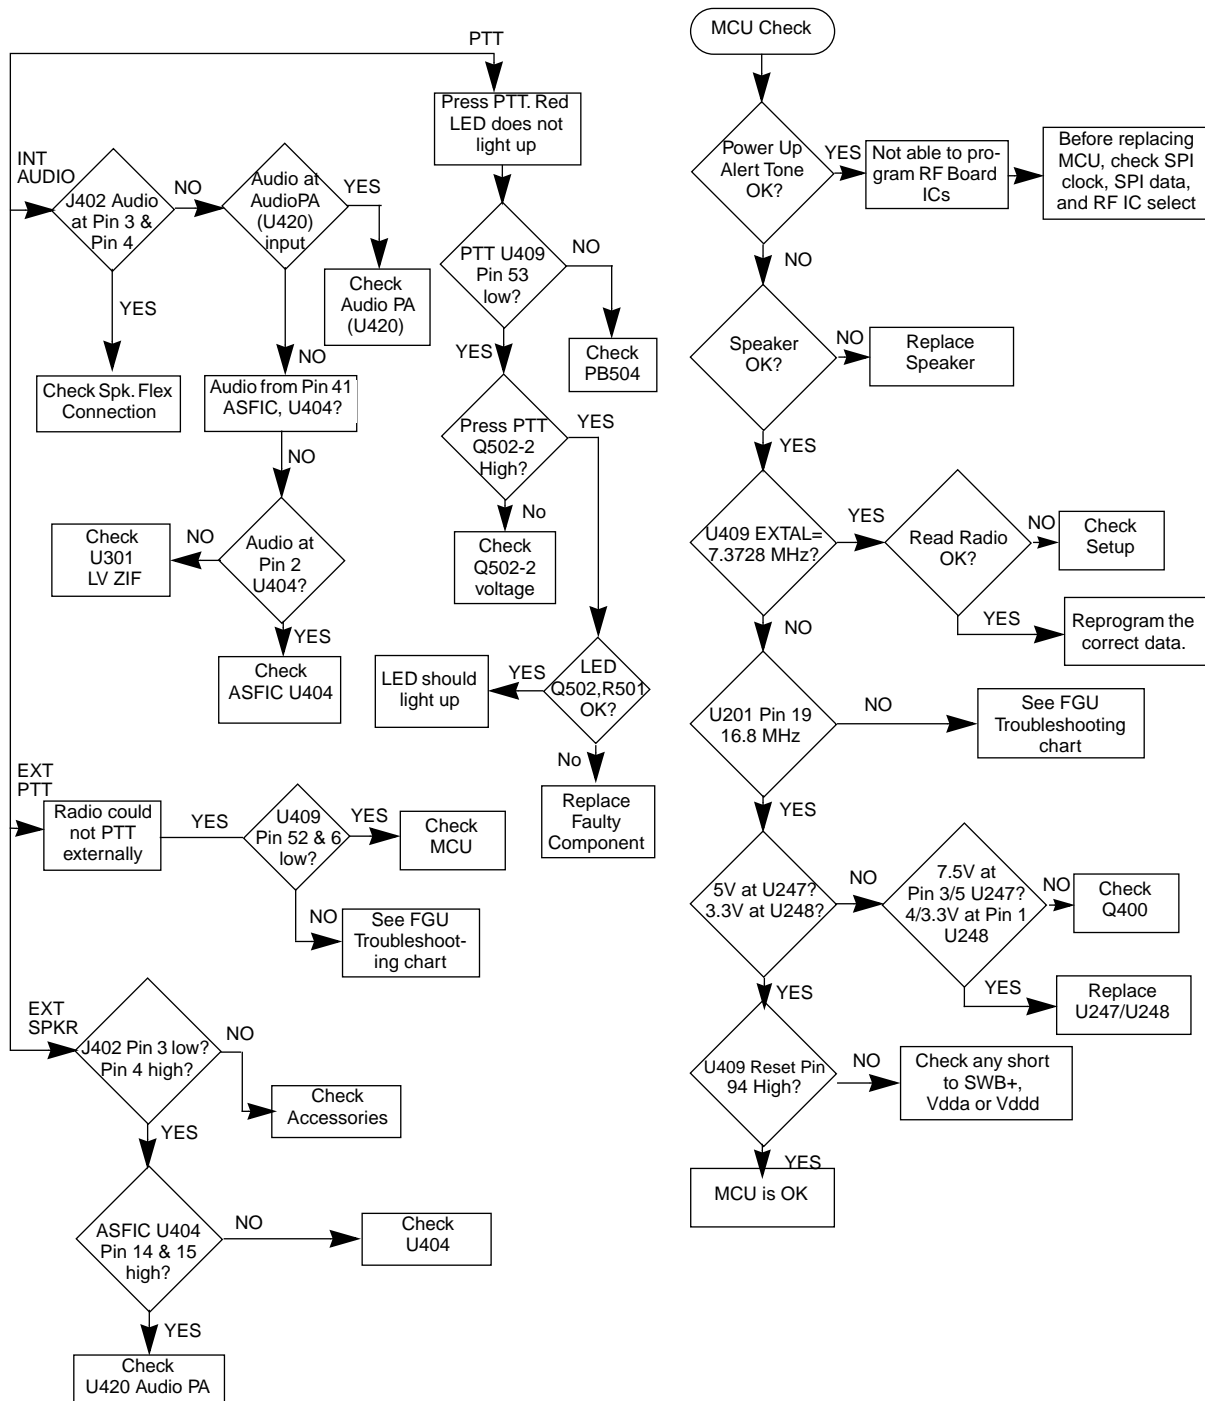 PTT
Press PTT. Red
LED does not
light up
INT
AUDIO
J402 Audio
at Pin 3 &
Pin 4
NO
Audio at
AudioPA
(U420)
input
YES
Check
Audio PA
(U420)
YES
Check Spk. Flex
Connection
NO
Audio from Pin 41
ASFIC, U404?
NO
Audio at
Pin 2
U404?
NO
Check
U301
LV ZIF
YES
Check
ASFIC U404
PTT U409
Pin 53
low?
NO
Check
PB504
YES
Press PTT
Q502-2
High?
YES
No
Check
Q502-2
voltage
LED
Q502,R501
OK?
YES
LED should
light up
No
Replace
Faulty
Component
EXT
PTT
Radio could
not PTT
externally
YES
U409
Pin 52 & 6
low?
YES
Check
MCU
NO
See FGU
Troubleshoot-
ing chart
EXT
SPKR
J402 Pin 3 low?
Pin 4 high?
NO
Check
Accessories
YES
ASFIC U404
Pin 14 & 15
high?
NO
Check
U404
YES
Check
U420 Audio PA
MCU Check
Power Up
Alert Tone
OK?
YES
Not able to pro-
gram RF Board
ICs
Before replacing
MCU, check SPI
clock, SPI data,
and RF IC select
NO
Speaker
OK?
NO
Replace
Speaker
YES
U409 EXTAL=
7.3728 MHz?
YES
Read Radio
OK?
NO
Check
Setup
YES
Reprogram the
correct data.
NO
U201 Pin 19
16.8 MHz
NO
See FGU
Troubleshooting
chart
YES
5V at U247?
3.3V at U248?
NO
7.5V at
Pin 3/5 U247?
4/3.3V at Pin 1
U248
NO
Check
Q400
YES
Replace
U247/U248
YES
U409 Reset Pin
94 High?
NO
Check any short
to SWB+,
Vdda or Vddd
YES
MCU is OK